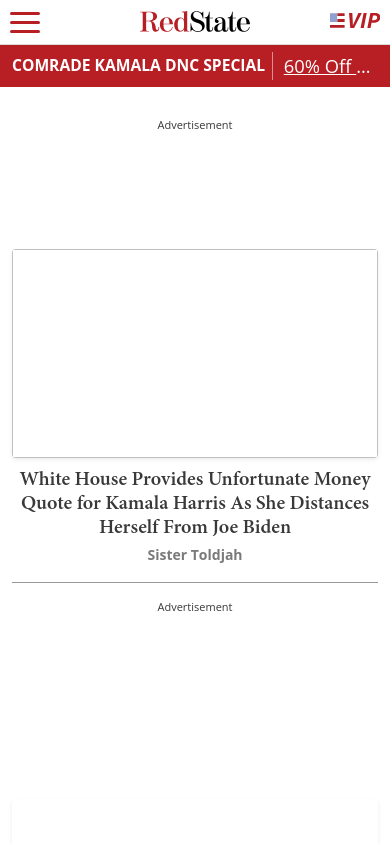 RedState
VIP
COMRADE KAMALA DNC SPECIAL
60% Off ...
Advertisement
White House Provides Unfortunate Money
Quote for Kamala Harris As She Distances
Herself From Joe Biden
Sister Toldjah
Advertisement